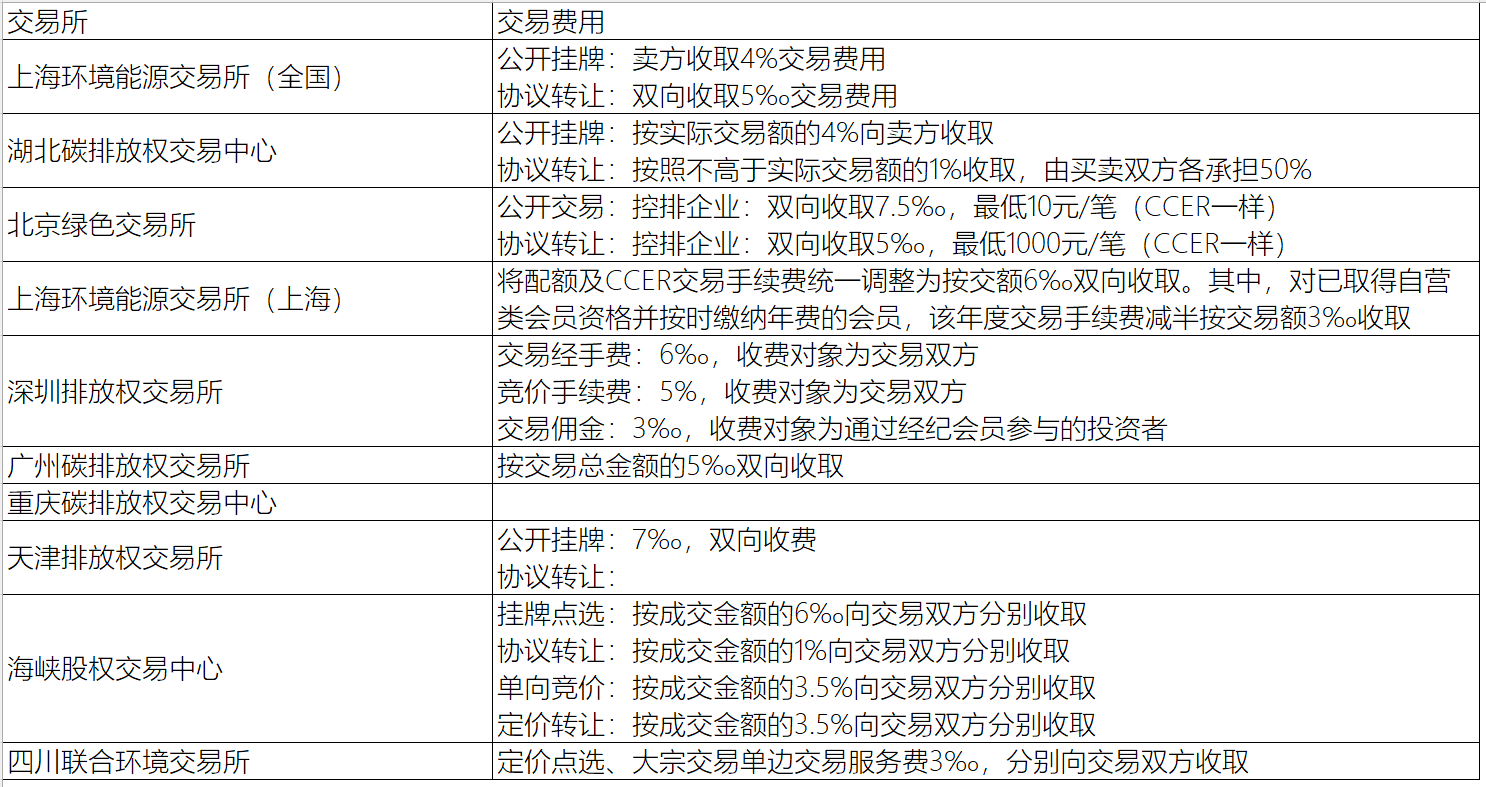 交易所
交易费用
上海环境能源交易所（全国）
公开挂牌：卖方收取4%交易费用
协议转让：双向收取5‰交易费用
湖北碳排放权交易中心
公开挂牌：按实际交易额的4%向卖方收取
协议转让：按照不高于实际交易额的1%收取，由买卖双方各承担50%
北京绿色交易所
公开交易：控排企业：双向收取7.5‰，最低10元/笔（CCER一样）
协议转让：控排企业：双向收取5‰，最低1000元/笔（CCER一样）
上海环境能源交易所（上海）
将配额及CCER交易手续费统一调整为按交额6‰双向收取。其中，对已取得自营
类会员资格并按时缴纳年费的会员，该年度交易手续费减半按交易额3‰收取
深圳排放权交易所
交易经手费：6‰，收费对象为交易双方
竞价手续费：5%，收费对象为交易双方
交易佣金：3‰，收费对象为通过经纪会员参与的投资者
广州碳排放权交易所
按交易总金额的5‰双向收取
重庆碳排放权交易中心
天津排放权交易所
公开挂牌：7‰，双向收费
协议转让：
海峡股权交易中心
挂牌点选：按成交金额的6‰向交易双方分别收取
协议转让：按成交金额的1%向交易双方分别收取
单向竞价：按成交金额的3.5%向交易双方分别收取
定价转让：按成交金额的3.5%向交易双方分别收取
四川联合环境交易所
定价点选、大宗交易单边交易服务费3‰，分别向交易双方收取